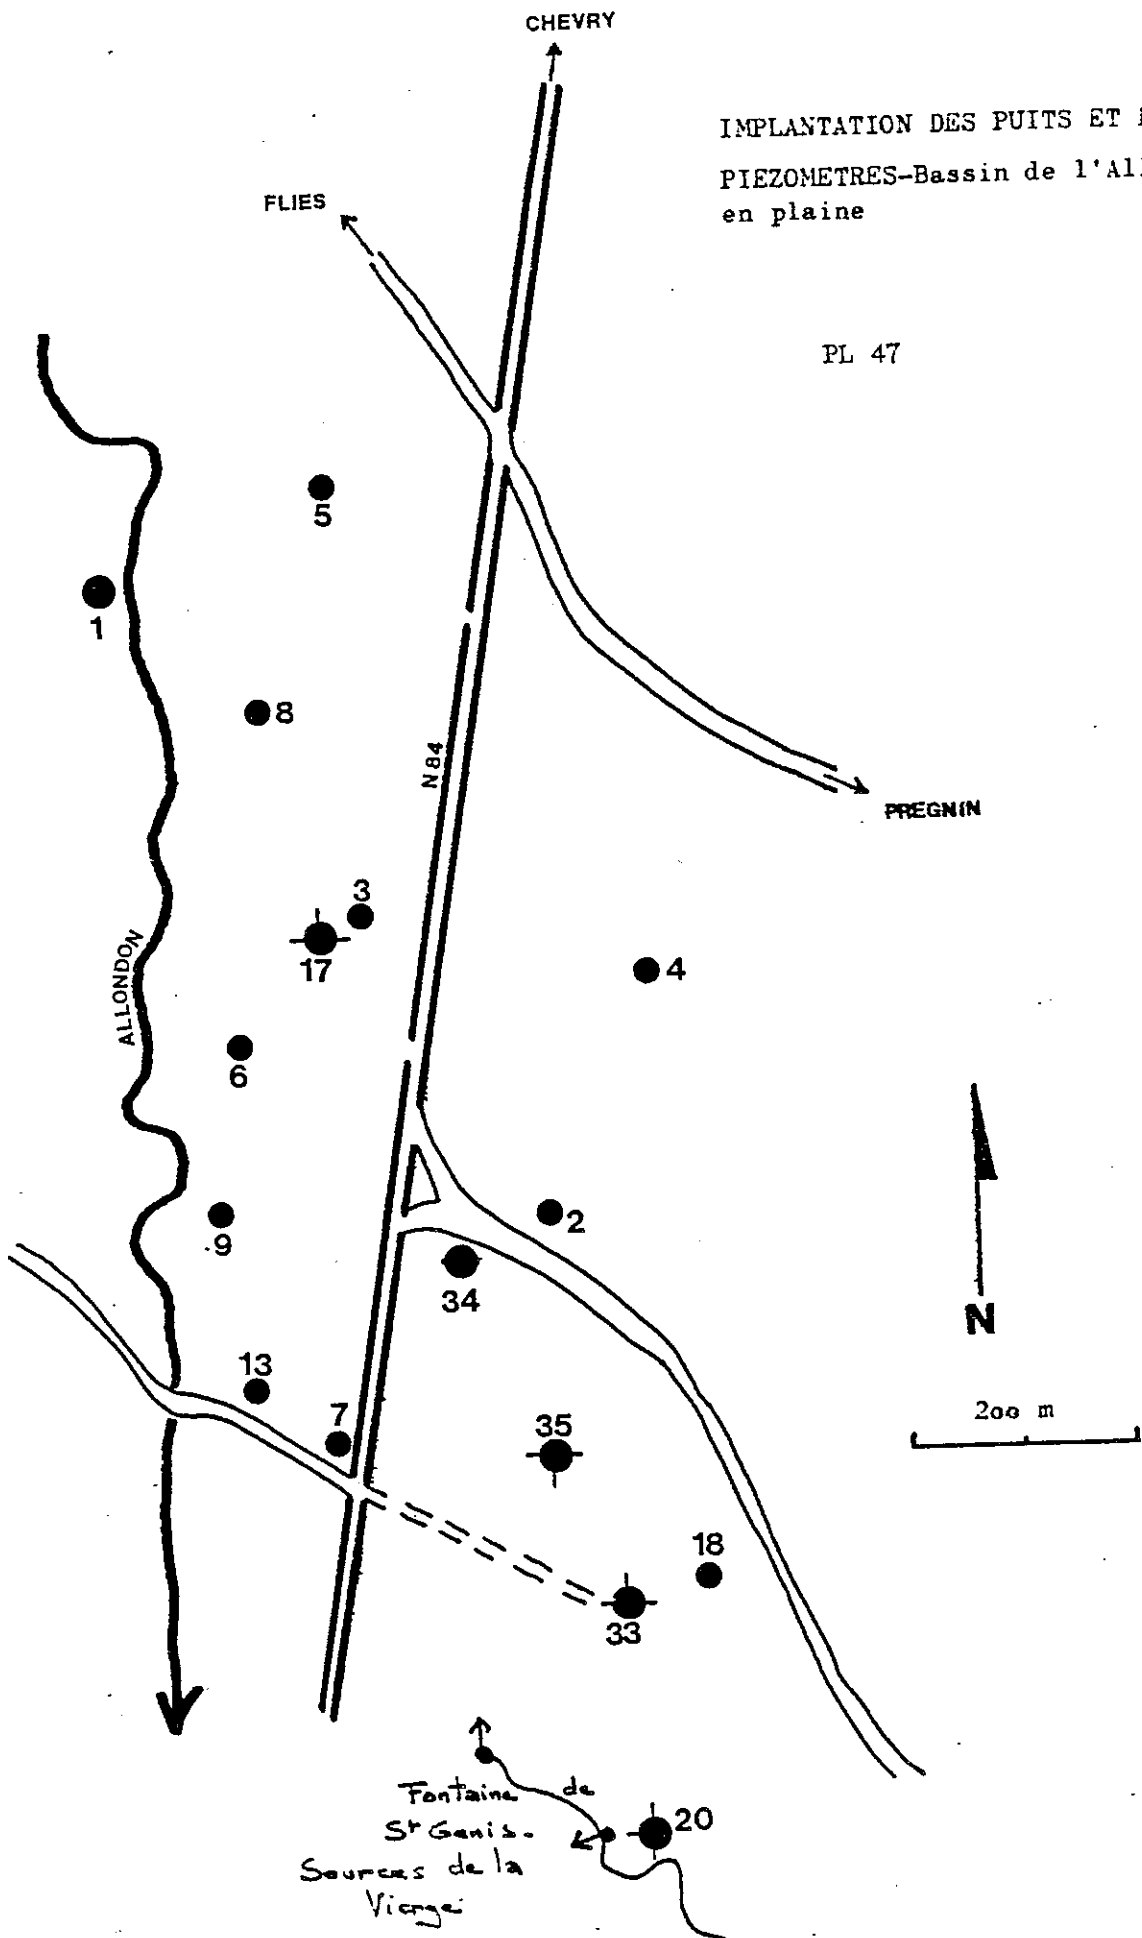 CHEVRY
IMPLANTATION DES PUITS ET
PIEZOMETRES-Bassin de l'Al
en plaine
FLIES
PL 47
5
1
8
N 84
PREGNIN
3
17
4
ALLONDON
6
9
2
34
N
13
200 m
7
35
18
33
Fontaine de
St Genis.
Sources de la
Vierge
20